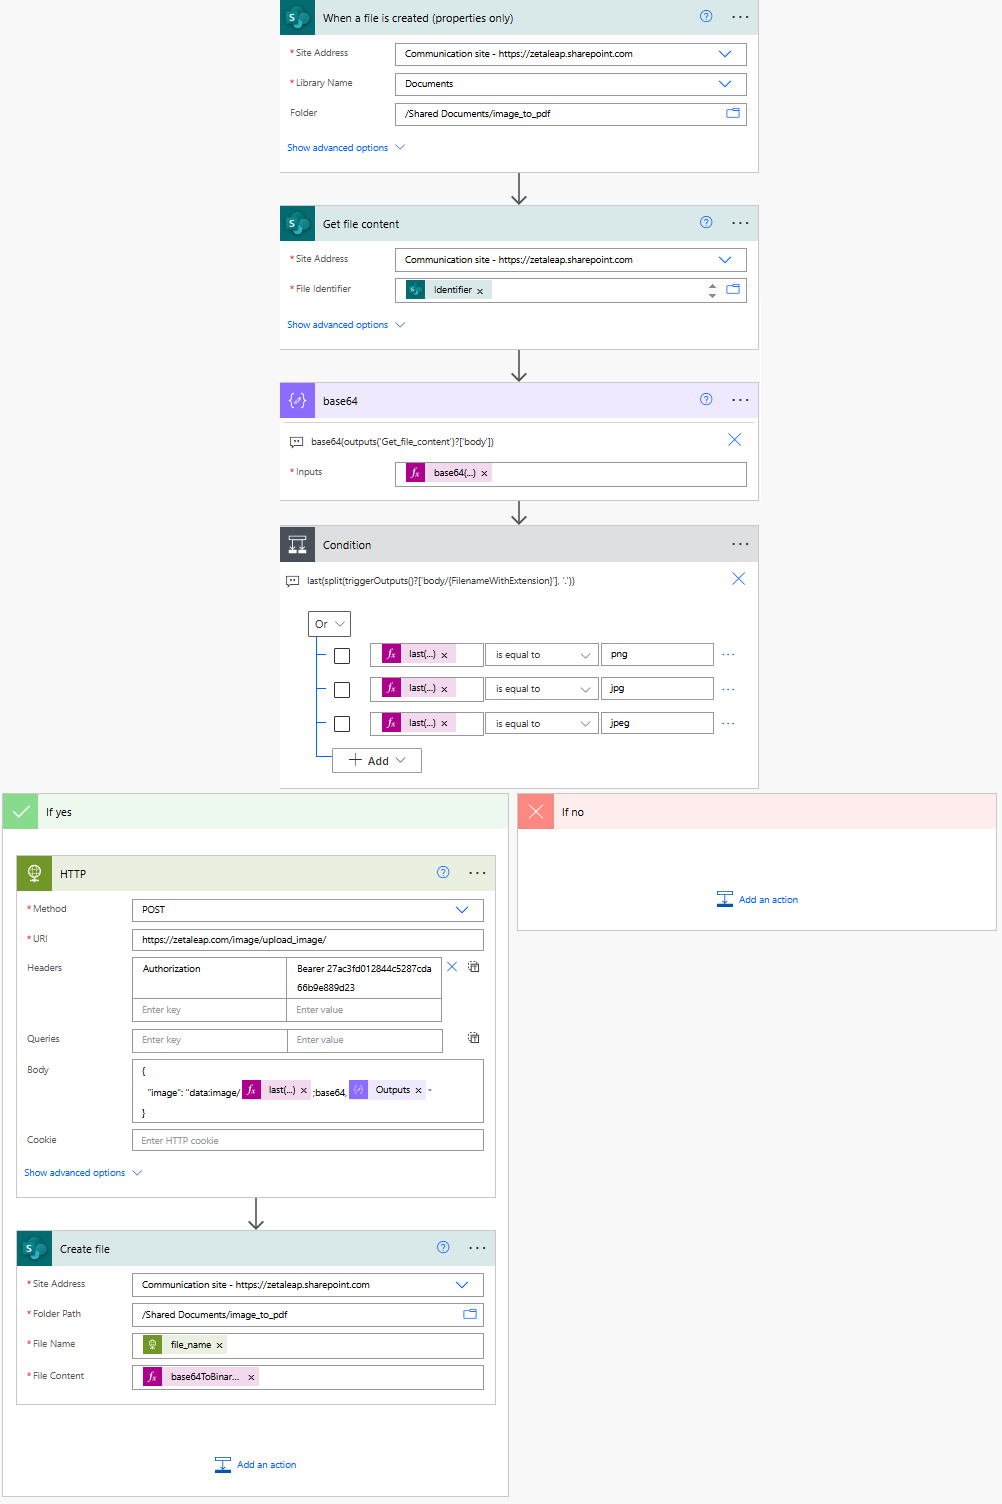 When a file is created (properties only)
* Site Address
Communication site - https://zetaleap.sharepoint.com
* Library Name
Documents
Folder
/Shared Documents/image_to_pdf
Show advanced options
Get file content
* Site Address
Communication site - https://zetaleap.sharepoint.com
* File Identifier
Identifier
Show advanced options
base64
base64(outputs('Get_file_content')?['body'])
* Inputs
base64(...)
Condition
last(split(triggerOutputs()?['body/{FilenameWithExtension}'], '.'))
Or
last(...) is equal to png
last(...) is equal to jpg
last(...) is equal to jpeg
Add
If yes
If no
Add an action
HTTP
* Method
POST
* URI
https://zetaleap.com/image/upload_image/
Headers
Authorization
Bearer 27ac3fd012844c5287cda
66b9e889d23
Enter key
Enter value
Queries
Enter key
Enter value
Body
{
"image": "data:image/ last(...) ;base64, Outputs "
}
Cookie
Enter HTTP cookie
Show advanced options
Create file
* Site Address
Communication site - https://zetaleap.sharepoint.com
* Folder Path
/Shared Documents/image_to_pdf
* File Name
file_name
* File Content
base64ToBinar...
Add an action